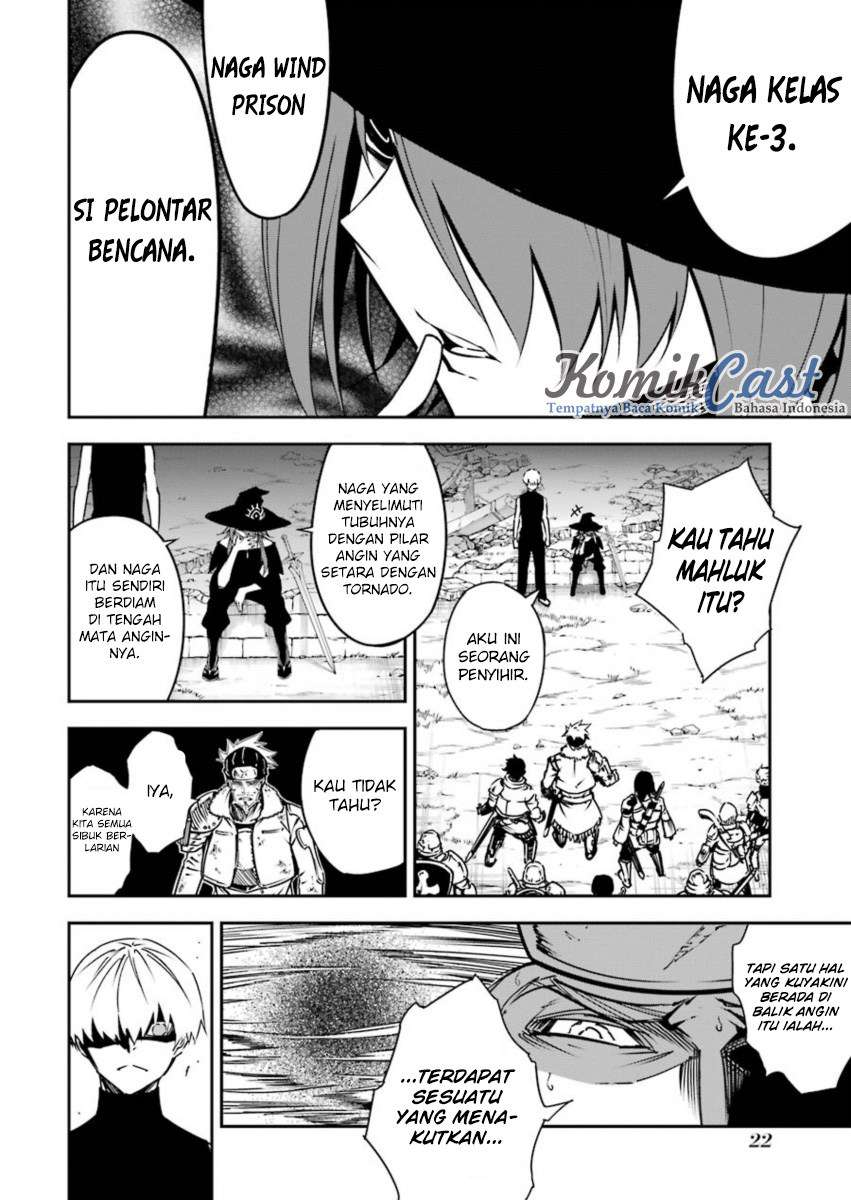 NAGA KELAS
KE-3.
NAGA WIND
PRISON
SI PELONTAR
BENCANA.
KomikCast
Tempatnya Baca Komik Bahasa Indonesia
KAU TAHU
MAHLUK
ITU?
AKU INI
SEORANG
PENYIHIR.
NAGA YANG
MENYELIMUTI
TUBUHNYA
DENGAN PILAR
ANGIN YANG
SETARA DENGAN
TORNADO.
DAN NAGA
ITU SENDIRI
BERDIAM
DI TENGAH
MATA ANGIN-
NYA.
KAU TIDAK
TAHU?
IYA,
KARENA
KITA SEMUA
SIBUK BER-
LARIAN
TAPI SATU HAL
YANG KUYAKINI
BERADA DI
BALIK ANGIN
ITU IALAH...
...TERDAPAT
SESUATU
YANG MENA-
KUTKAN...
22